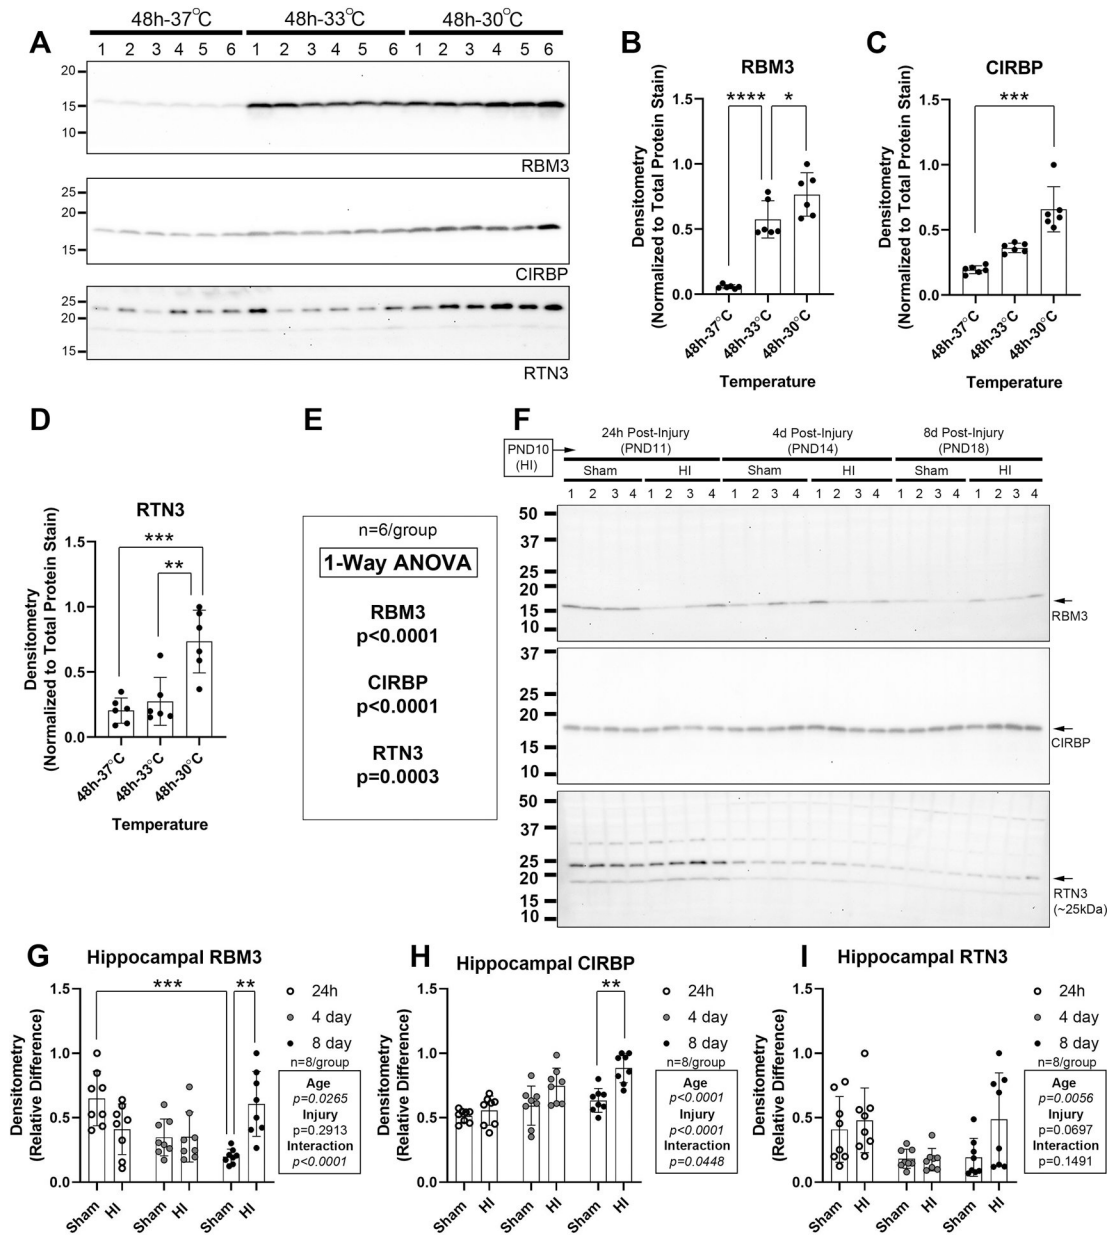 A
48h-37°C 48h-33°C 48h-30°C
1 2 3 4 5 6 1 2 3 4 5 6 1 2 3 4 5 6
20
15
10
RBM3
25
20
15
CIRBP
25
20
15
RTN3
B
RBM3
Densitometry
(Normalized to Total Protein Stain)
1.5
1.0
0.5
0.0
**** *
48h-37°C
48h-33°C
48h-30°C
Temperature
C
CIRBP
Densitometry
(Normalized to Total Protein Stain)
1.5
1.0
0.5
0.0
***
48h-37°C
48h-33°C
48h-30°C
Temperature
D
RTN3
Densitometry
(Normalized to Total Protein Stain)
1.5
1.0
0.5
0.0
***
**
48h-37°C
48h-33°C
48h-30°C
Temperature
E
n=6/group
1-Way ANOVA
RBM3
p<0.0001
CIRBP
p<0.0001
RTN3
p=0.0003
F
PND10
(HI)
24h Post-Injury
(PND11)
4d Post-Injury
(PND14)
8d Post-Injury
(PND18)
Sham HI Sham HI Sham HI
1 2 3 4 1 2 3 4 1 2 3 4 1 2 3 4 1 2 3 4 1 2 3 4
50
37
25
20
15
10
RBM3
37
25
20
15
10
CIRBP
50
37
25
20
15
10
RTN3
(~25kDa)
G
Hippocampal RBM3
Densitometry
(Relative Difference)
1.5
1.0
0.5
0.0
*** **
Sham
HI
Sham
HI
Sham
HI
24h
4 day
8 day
n=8/group
Age
p=0.0265
Injury
p=0.2913
Interaction
p<0.0001
H
Hippocampal CIRBP
Densitometry
(Relative Difference)
1.5
1.0
0.5
0.0
**
Sham
HI
Sham
HI
Sham
HI
24h
4 day
8 day
n=8/group
Age
p<0.0001
Injury
p<0.0001
Interaction
p=0.0448
I
Hippocampal RTN3
Densitometry
(Relative Difference)
1.5
1.0
0.5
0.0
Sham
HI
Sham
HI
Sham
HI
24h
4 day
8 day
n=8/group
Age
p=0.0056
Injury
p=0.0697
Interaction
p=0.1491